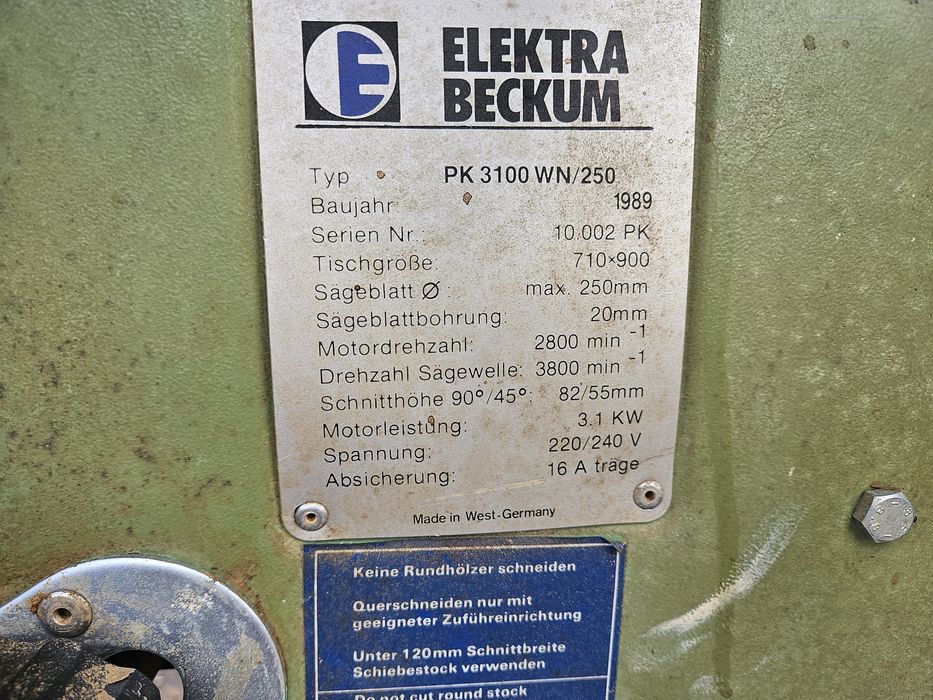 E
ELEKTRA
BECKUM
Typ PK 3100 WN/250
Baujahr: 1989
Serien Nr.: 10.002 PK
Tischgröße: 710×900
Sägeblatt Ø : max. 250mm
Sägeblattbohrung: 20mm
Motordrehzahl: 2800 min -1
Drehzahl Sägewelle: 3800 min -1
Schnitthöhe 90°/45°: 82/55mm
Motorleistung: 3.1 KW
Spannung: 220/240 V
Absicherung: 16 A träge
Made in West-Germany
Keine Rundhölzer schneiden
Querschneiden nur mit
geeigneter Zuführeinrichtung
Unter 120mm Schnittbreite
Schiebestock verwenden
Do not cut round stock